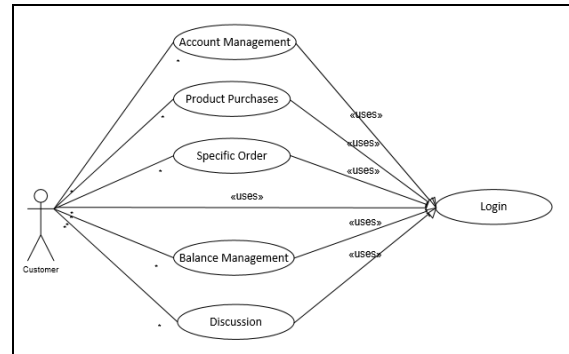 Account Management
Product Purchases
«uses»
«uses»
Specific Order
«uses»
«uses»
Login
«uses»
Balance Management
«uses»
Discussion
Customer